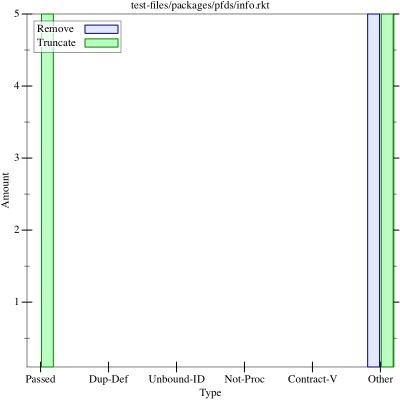 test-files/packages/pfds/info.rkt
Remove
Truncate
5
4
3
2
1
Amount
Passed Dup-Def Unbound-ID Not-Proc Contract-V Other
Type